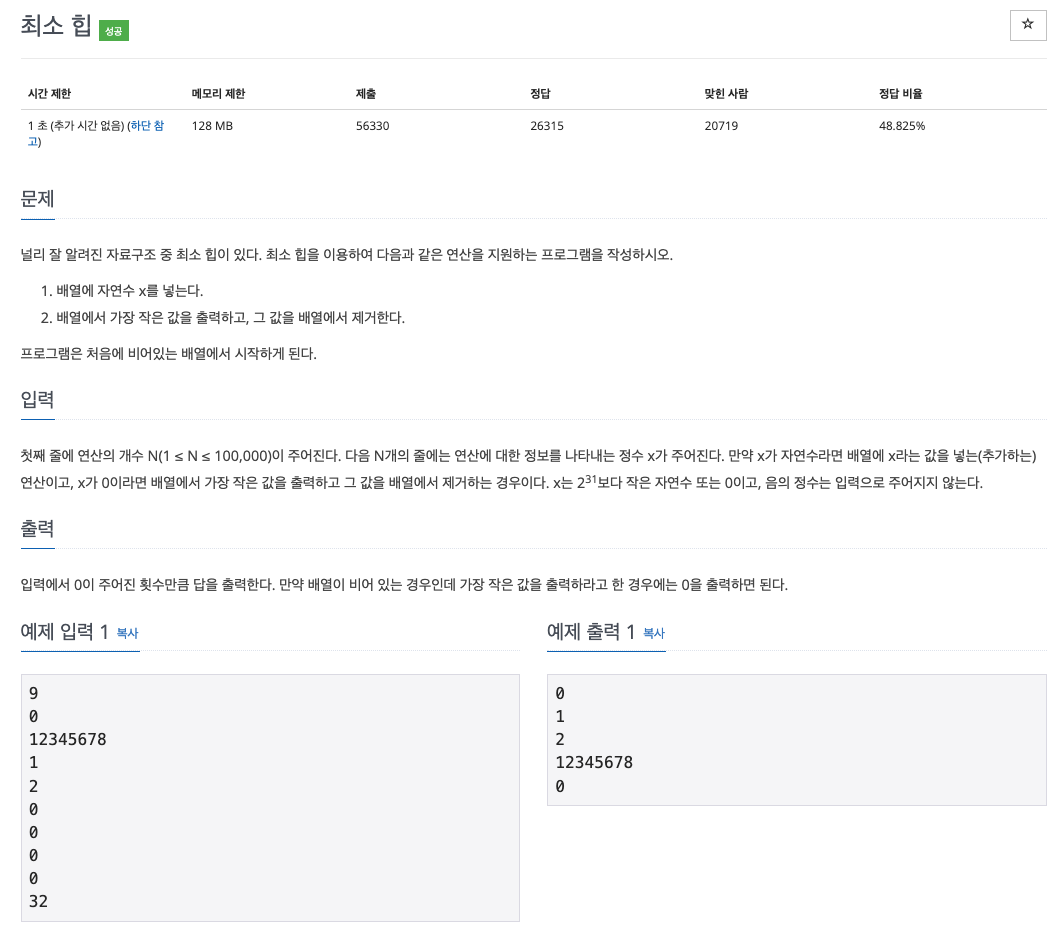 최소 힙 성공
☆
시간 제한 메모리 제한 제출 정답 맞힌 사람 정답 비율
1 초 (추가 시간 없음) (하단 참
고) 128 MB 56330 26315 20719 48.825%
문제
널리 잘 알려진 자료구조 중 최소 힙이 있다. 최소 힙을 이용하여 다음과 같은 연산을 지원하는 프로그램을 작성하시오.
1. 배열에 자연수 x를 넣는다.
2. 배열에서 가장 작은 값을 출력하고, 그 값을 배열에서 제거한다.
프로그램은 처음에 비어있는 배열에서 시작하게 된다.
입력
첫째 줄에 연산의 개수 N(1 ≤ N ≤ 100,000)이 주어진다. 다음 N개의 줄에는 연산에 대한 정보를 나타내는 정수 x가 주어진다. 만약 x가 자연수라면 배열에 x라는 값을 넣는(추가하는)
연산이고, x가 0이라면 배열에서 가장 작은 값을 출력하고 그 값을 배열에서 제거하는 경우이다. x는 2³¹보다 작은 자연수 또는 0이고, 음의 정수는 입력으로 주어지지 않는다.
출력
입력에서 0이 주어진 횟수만큼 답을 출력한다. 만약 배열이 비어 있는 경우인데 가장 작은 값을 출력하라고 한 경우에는 0을 출력하면 된다.
예제 입력 1 복사
9
0
12345678
1
2
0
0
0
0
32
예제 출력 1 복사
0
1
2
12345678
0